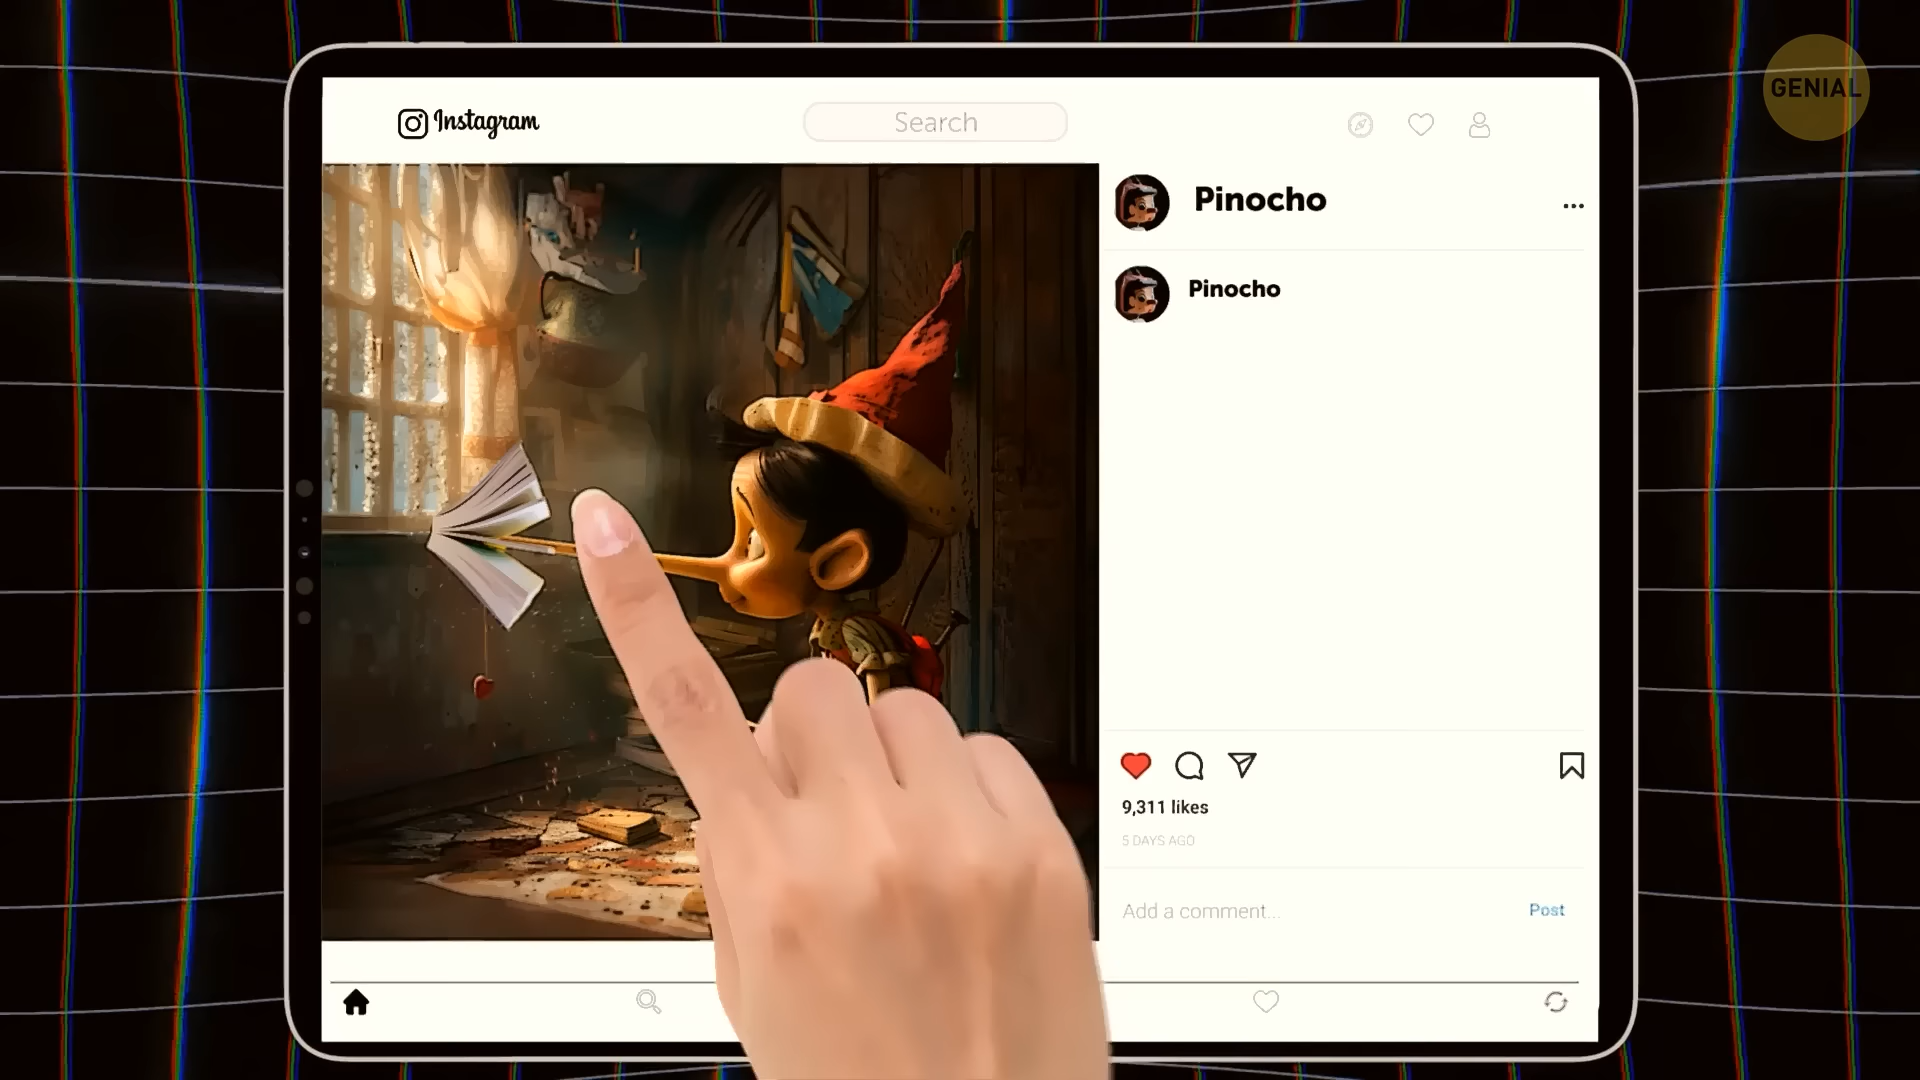 GENIAL
Instagram
Search
Pinocho
Pinocho
9,311 likes
5 DAYS AGO
Add a comment...
Post